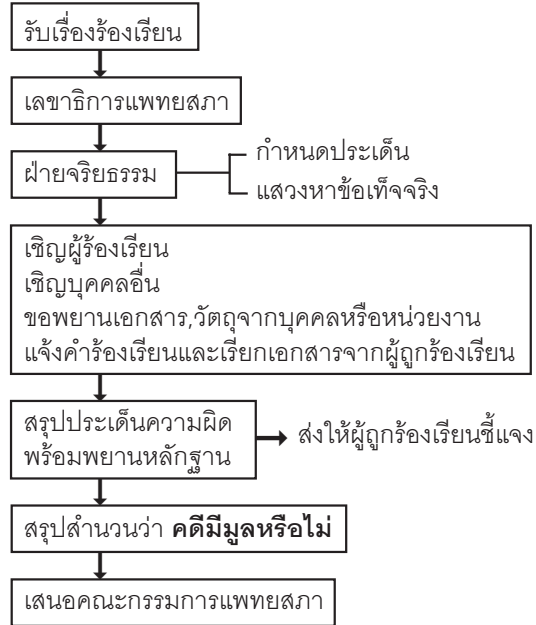 รับเรื่องร้องเรียน
เลขาธิการแพทยสภา
ฝ่ายจริยธรรม
กำหนดประเด็น
แสวงหาข้อเท็จจริง
เชิญผู้ร้องเรียน
เชิญบุคคลอื่น
ขอพยานเอกสาร,วัตถุจากบุคคลหรือหน่วยงาน
แจ้งคำร้องเรียนและเรียกเอกสารจากผู้ถูกร้องเรียน
สรุปประเด็นความผิด
พร้อมพยานหลักฐาน
ส่งให้ผู้ถูกร้องเรียนชี้แจง
สรุปสำนวนว่า คดีมีมูลหรือไม่
เสนอคณะกรรมการแพทยสภา